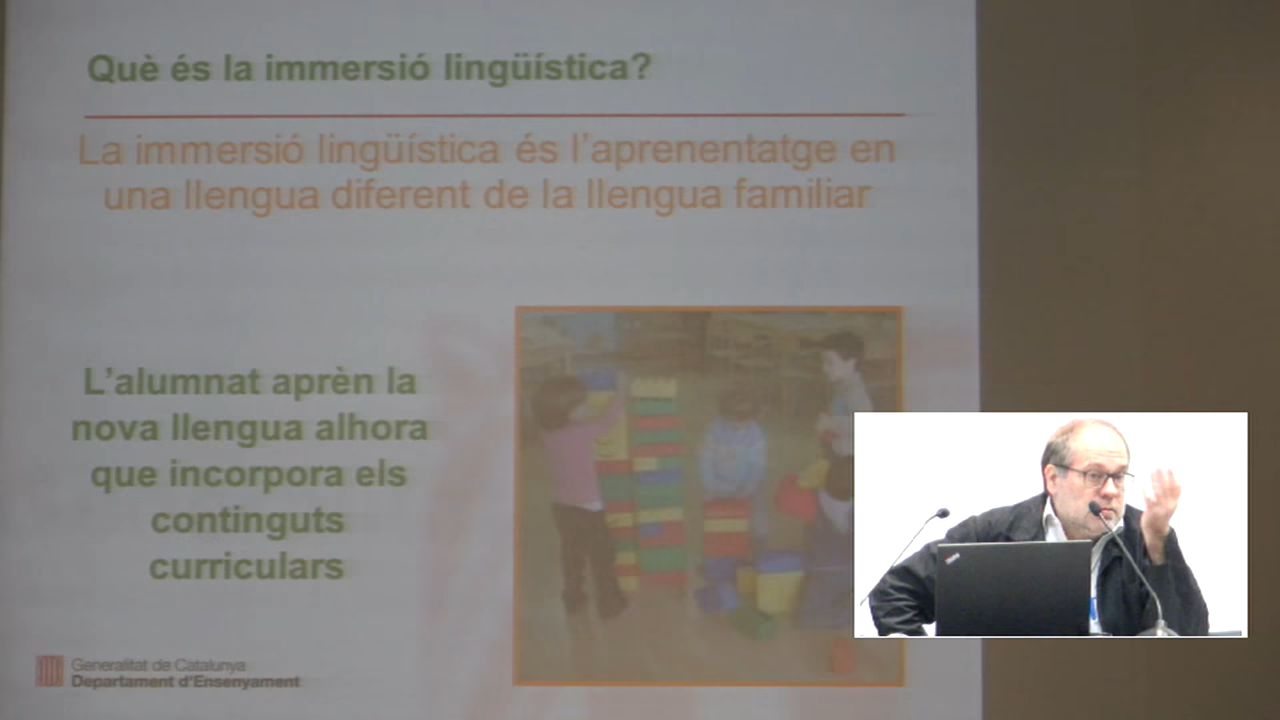 Què és la immersió lingüística?
La immersió lingüística és l'aprenentatge en
una llengua diferent de la llengua familiar
L'alumnat aprèn la
nova llengua alhora
que incorpora els
continguts
curriculars
Generalitat de Catalunya
Departament d'Ensenyament